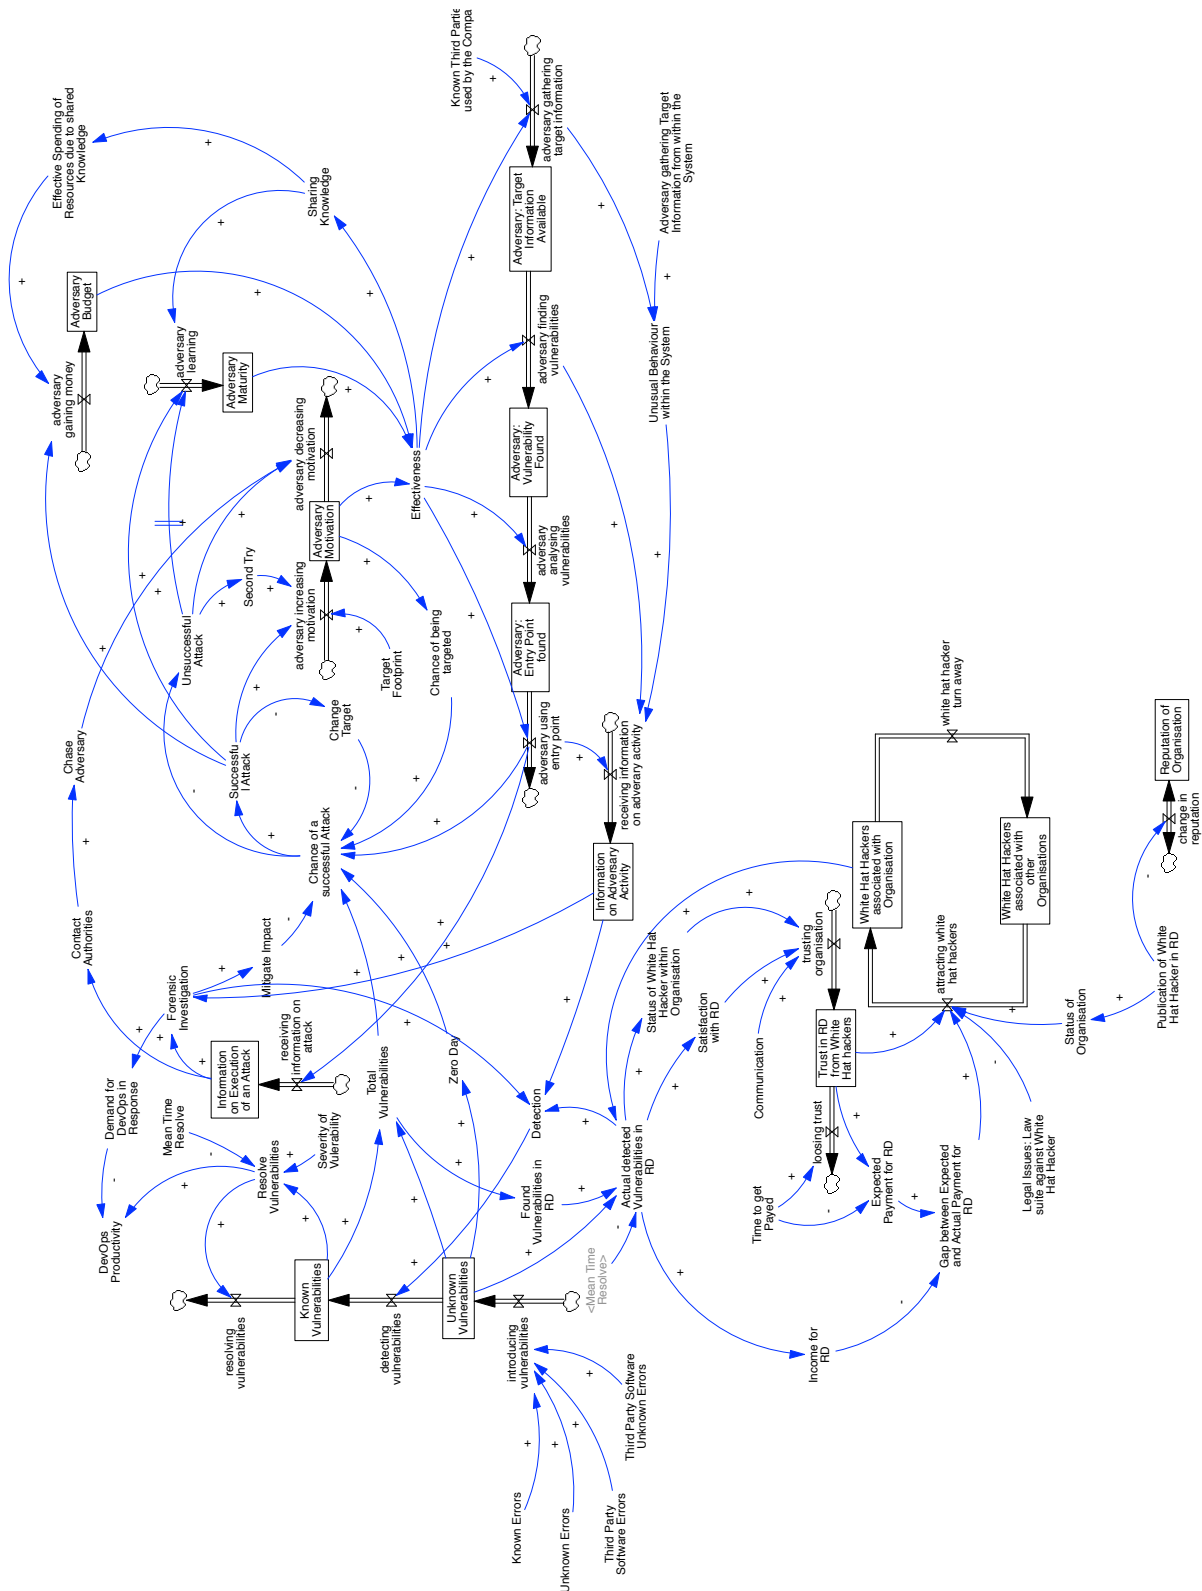 Effective Spending of
Resources due to shared
Knowledge
adversary
gaining money
Adversary
Budget
Sharing
Knowledge
adversary
learning
Adversary
Maturity
Known Third Partie
used by the Compa
adversary gathering
target information
Adversary: Target
Information
Available
Adversary gathering Target
Information from within the
System
adversary finding
vulnerabilities
Unusual Behaviour
within the System
Adversary:
Vulnerability
Found
adversary
analysing
vulnerabilities
Adversary:
Entry Point
found
adversary using
entry point
Effectiveness
adversary decreasing
motivation
Adversary
Motivation
adversary increasing
motivation
Second Try
Unsuccessful
Attack
Target
Footprint
Chance of being
targeted
Change
Target
Successfu
l Attack
Chase
Adversary
Chance of a
successful Attack
receiving information
on adverary activity
Information
on Adversary
Activity
Contact
Authorities
Mitigate Impact
Forensic
Investigation
receiving
information on
attack
Information
on Execution
of an Attack
Total
Vulnerabilities
Zero Day
Detection
Demand for
DevOps in
Response
Mean Time
Resolve
Severity of
Vulerability
Resolve
Vulnerabilities
DevOps
Productivity
Found
Vulnerabilities in
RD
Actual detected
Vulnerabilities in
RD
<Mean Time
Resolve>
resolving
vulnerabilities
Known
Vulnerabilities
detecting
vulnerabilities
Unknown
Vulnerabilities
introducing
vulnerabilities
Known Errors
Unknown Errors
Third Party
Software Errors
Third Party Software
Unknown Errors
Status of White Hat
Hacker within
Organisation
Satisfaction
with RD
Communication
trusting
organisation
Trust in RD
from White
Hat hackers
loosing trust
Time to get
Payed
Expected
Payment for RD
Gap between Expected
and Actual Payment for
RD
Income for
RD
Legal Issues: Law
suite against White
Hat Hacker
White Hat Hackers
associated with
Organisation
attracting white
hat hackers
white hat hacker
turn away
White Hat Hackers
associated with
other
Organisations
Status of
Organisation
Publication of White
Hat Hacker in RD
change in
reputation
Reputation of
Organisation